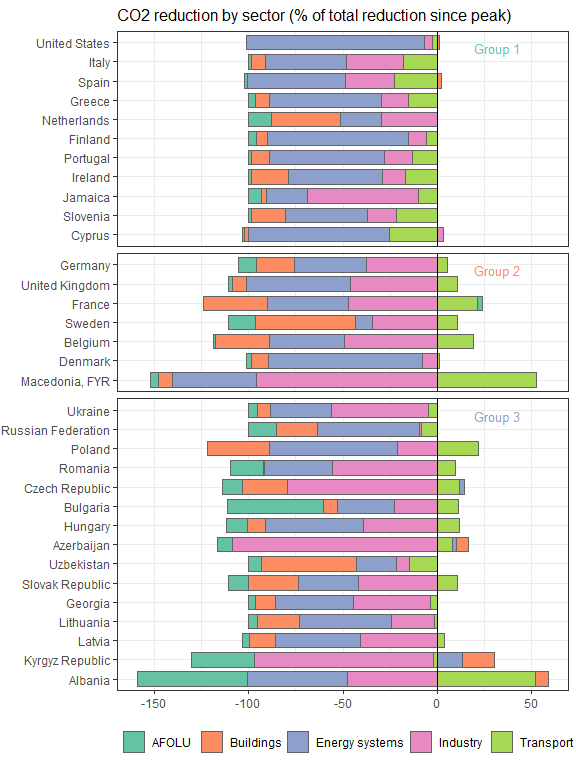 CO2 reduction by sector (% of total reduction since peak)
Group 1
United States
Italy
Spain
Greece
Netherlands
Finland
Portugal
Ireland
Jamaica
Slovenia
Cyprus
Group 2
Germany
United Kingdom
France
Sweden
Belgium
Denmark
Macedonia, FYR
Group 3
Ukraine
Russian Federation
Poland
Romania
Czech Republic
Bulgaria
Hungary
Azerbaijan
Uzbekistan
Slovak Republic
Georgia
Lithuania
Latvia
Kyrgyz Republic
Albania
-150 -100 -50 0 50
AFOLU Buildings Energy systems Industry Transport